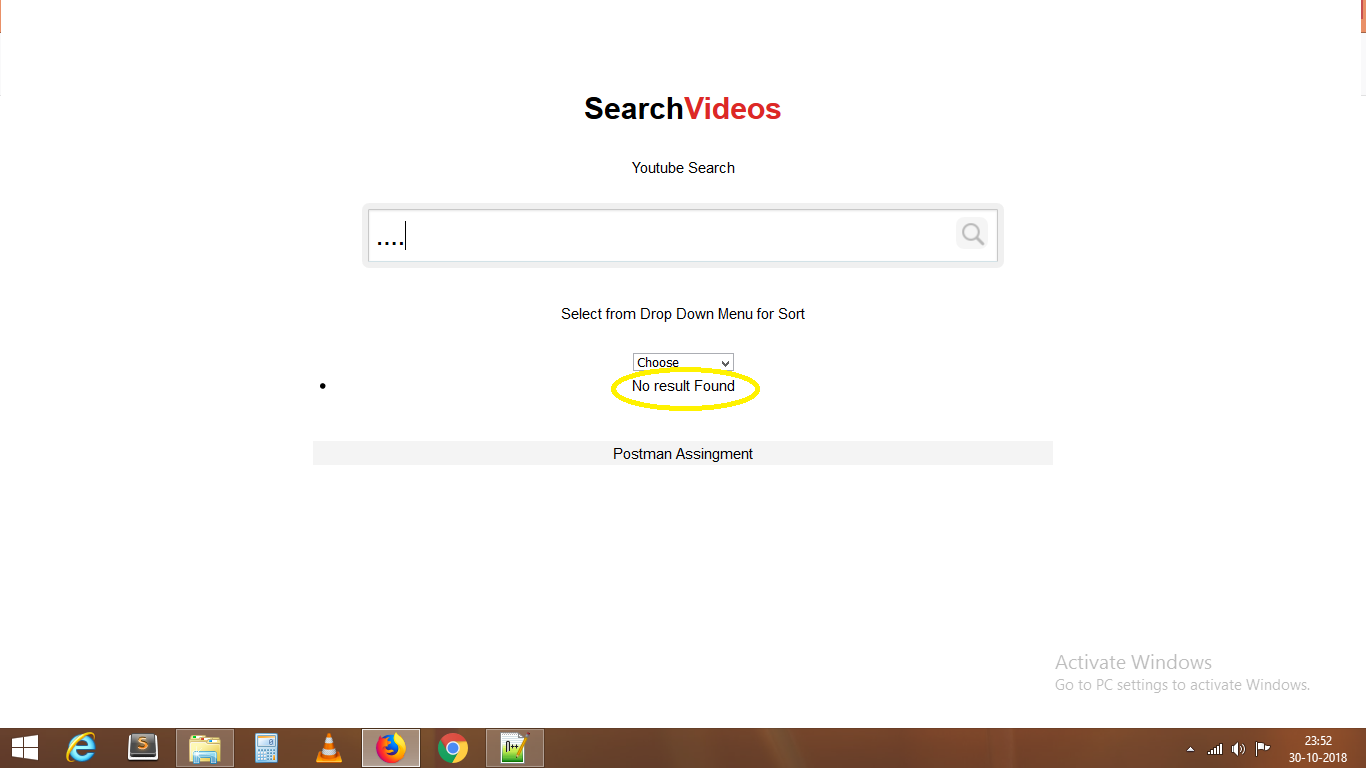 SearchVideos
Youtube Search
....
Select from Drop Down Menu for Sort
Choose
• No result Found
Postman Assingment
Activate Windows
Go to PC settings to activate Windows.
S
n++
23:52
30-10-2018